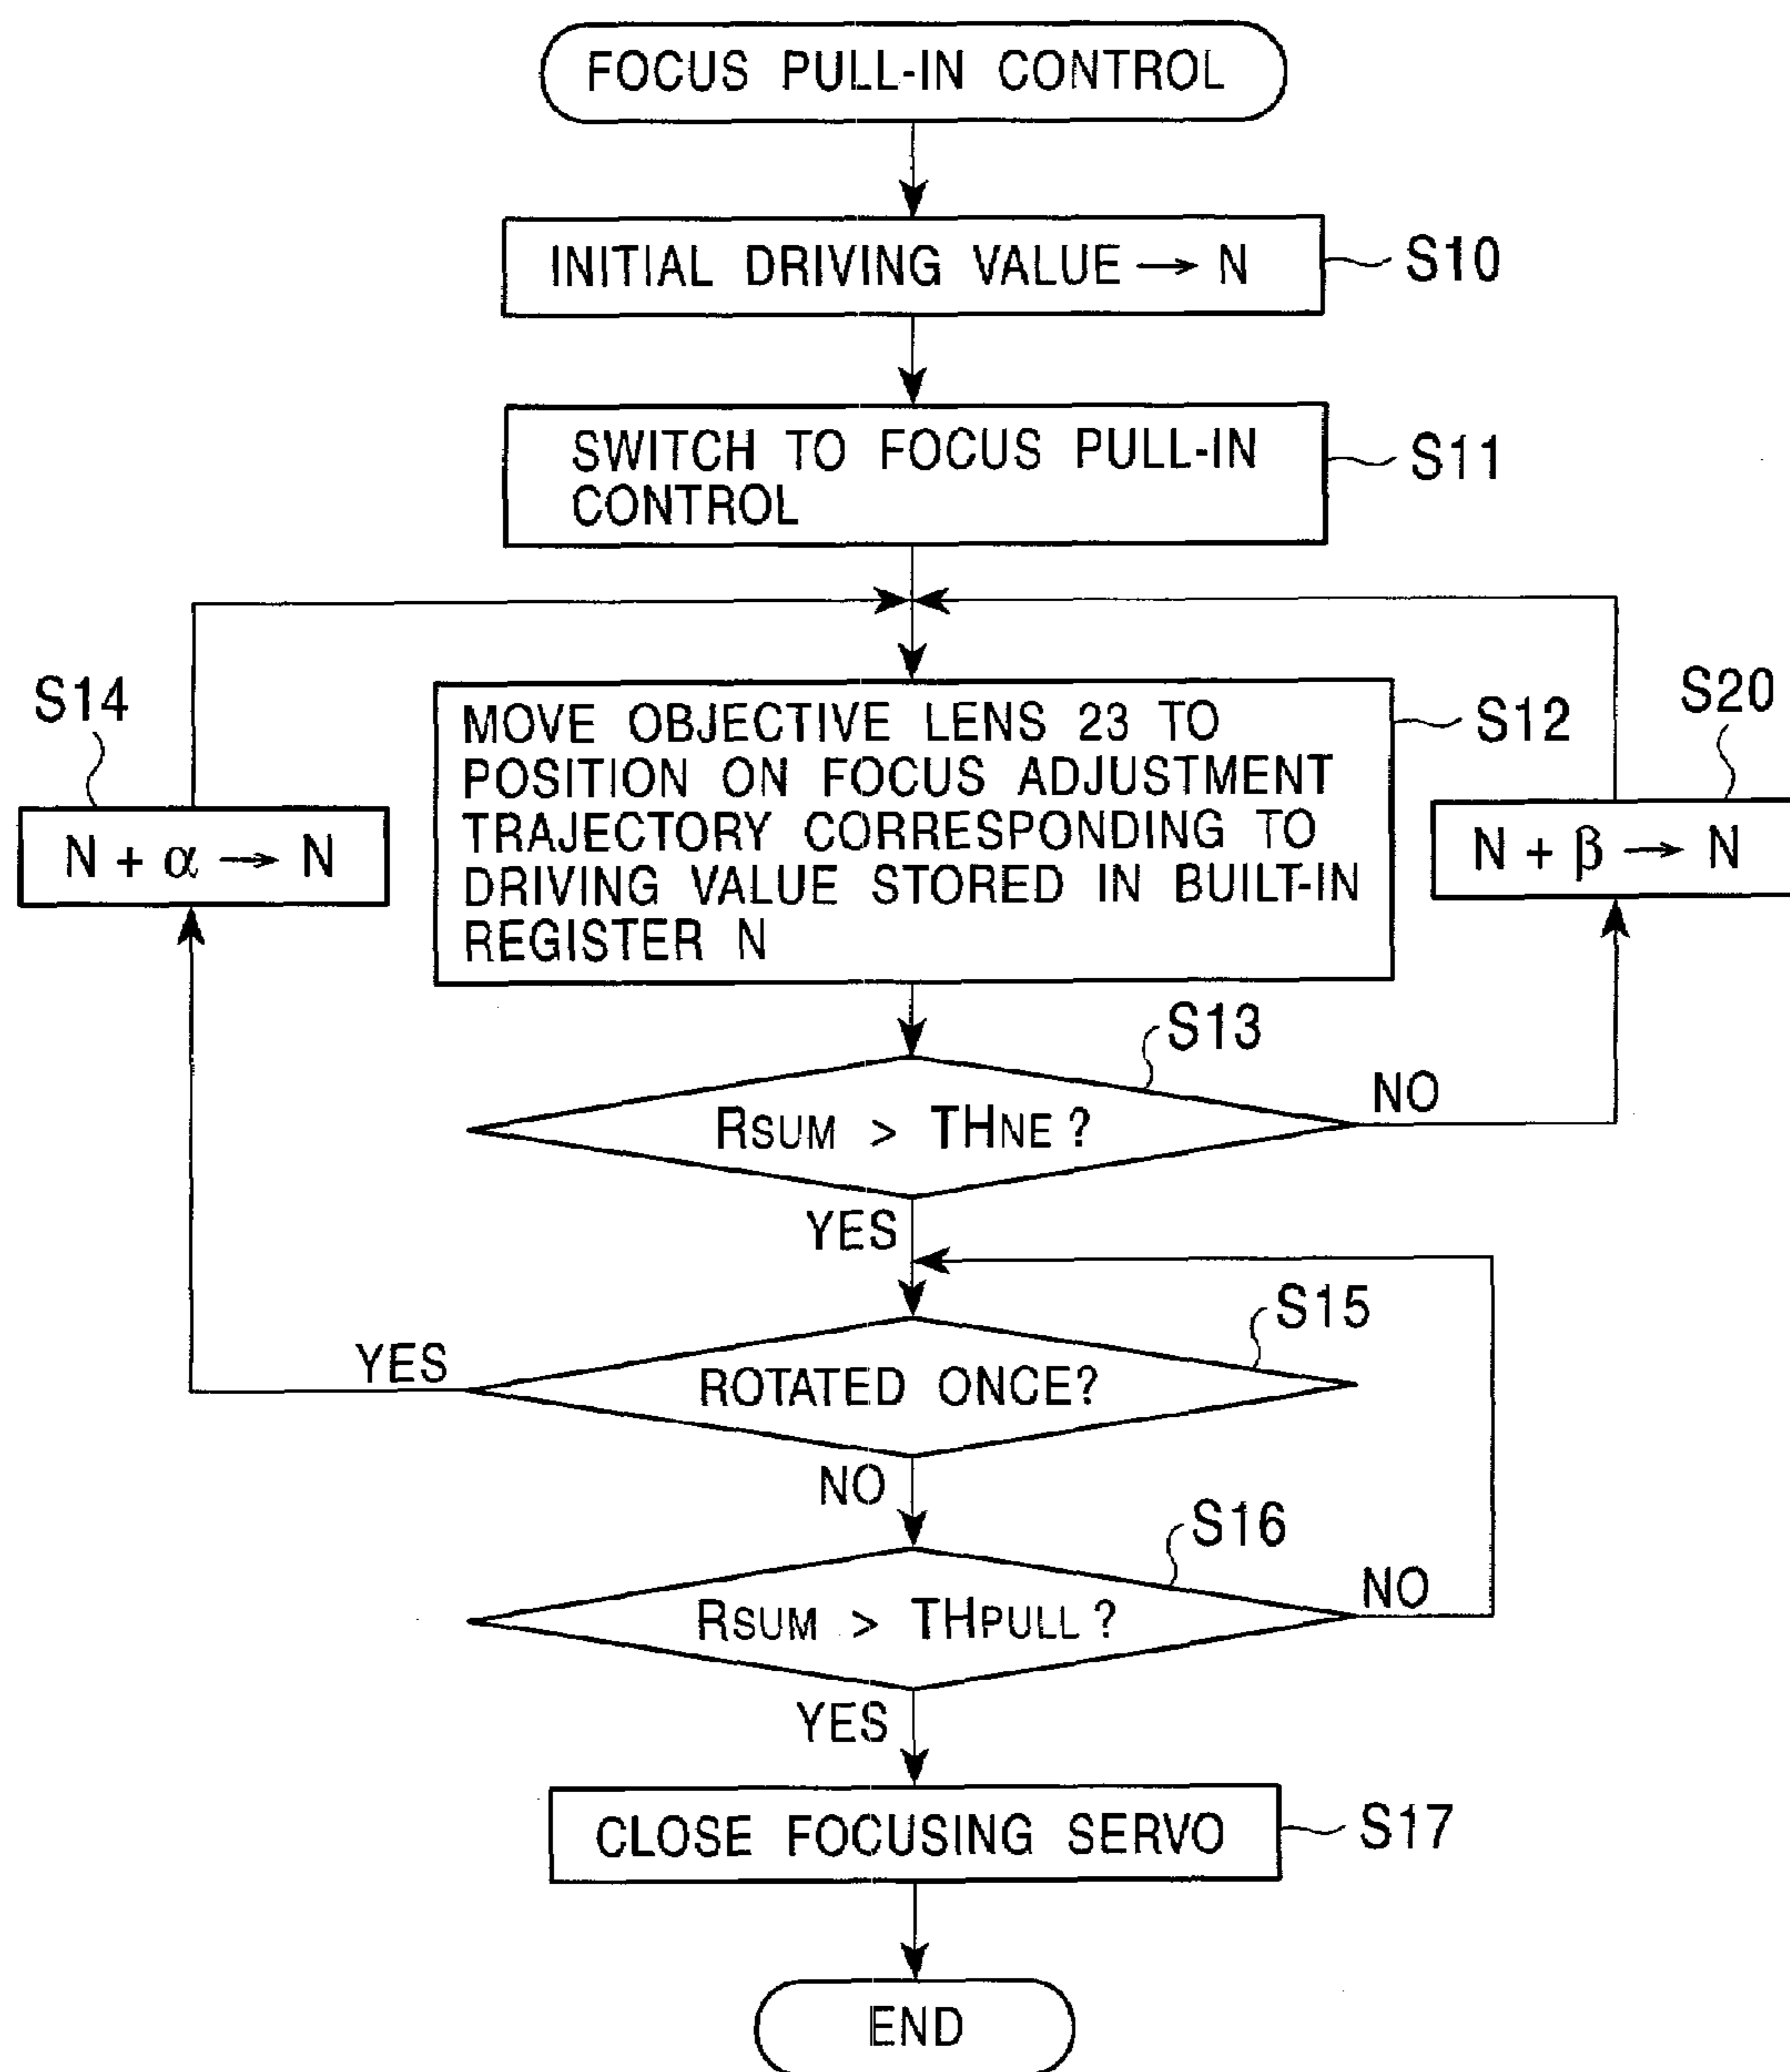 FOCUS PULL-IN CONTROL
INITIAL DRIVING VALUE → N
S10
SWITCH TO FOCUS PULL-IN
CONTROL
S11
S14
N + α → N
MOVE OBJECTIVE LENS 23 TO
POSITION ON FOCUS ADJUSTMENT
TRAJECTORY CORRESPONDING TO
DRIVING VALUE STORED IN BUILT-IN
REGISTER N
S12
S20
N + β → N
S13
RSUM > THNE ?
NO
YES
S15
ROTATED ONCE?
YES
NO
S16
RSUM > THPULL ?
NO
YES
CLOSE FOCUSING SERVO
S17
END